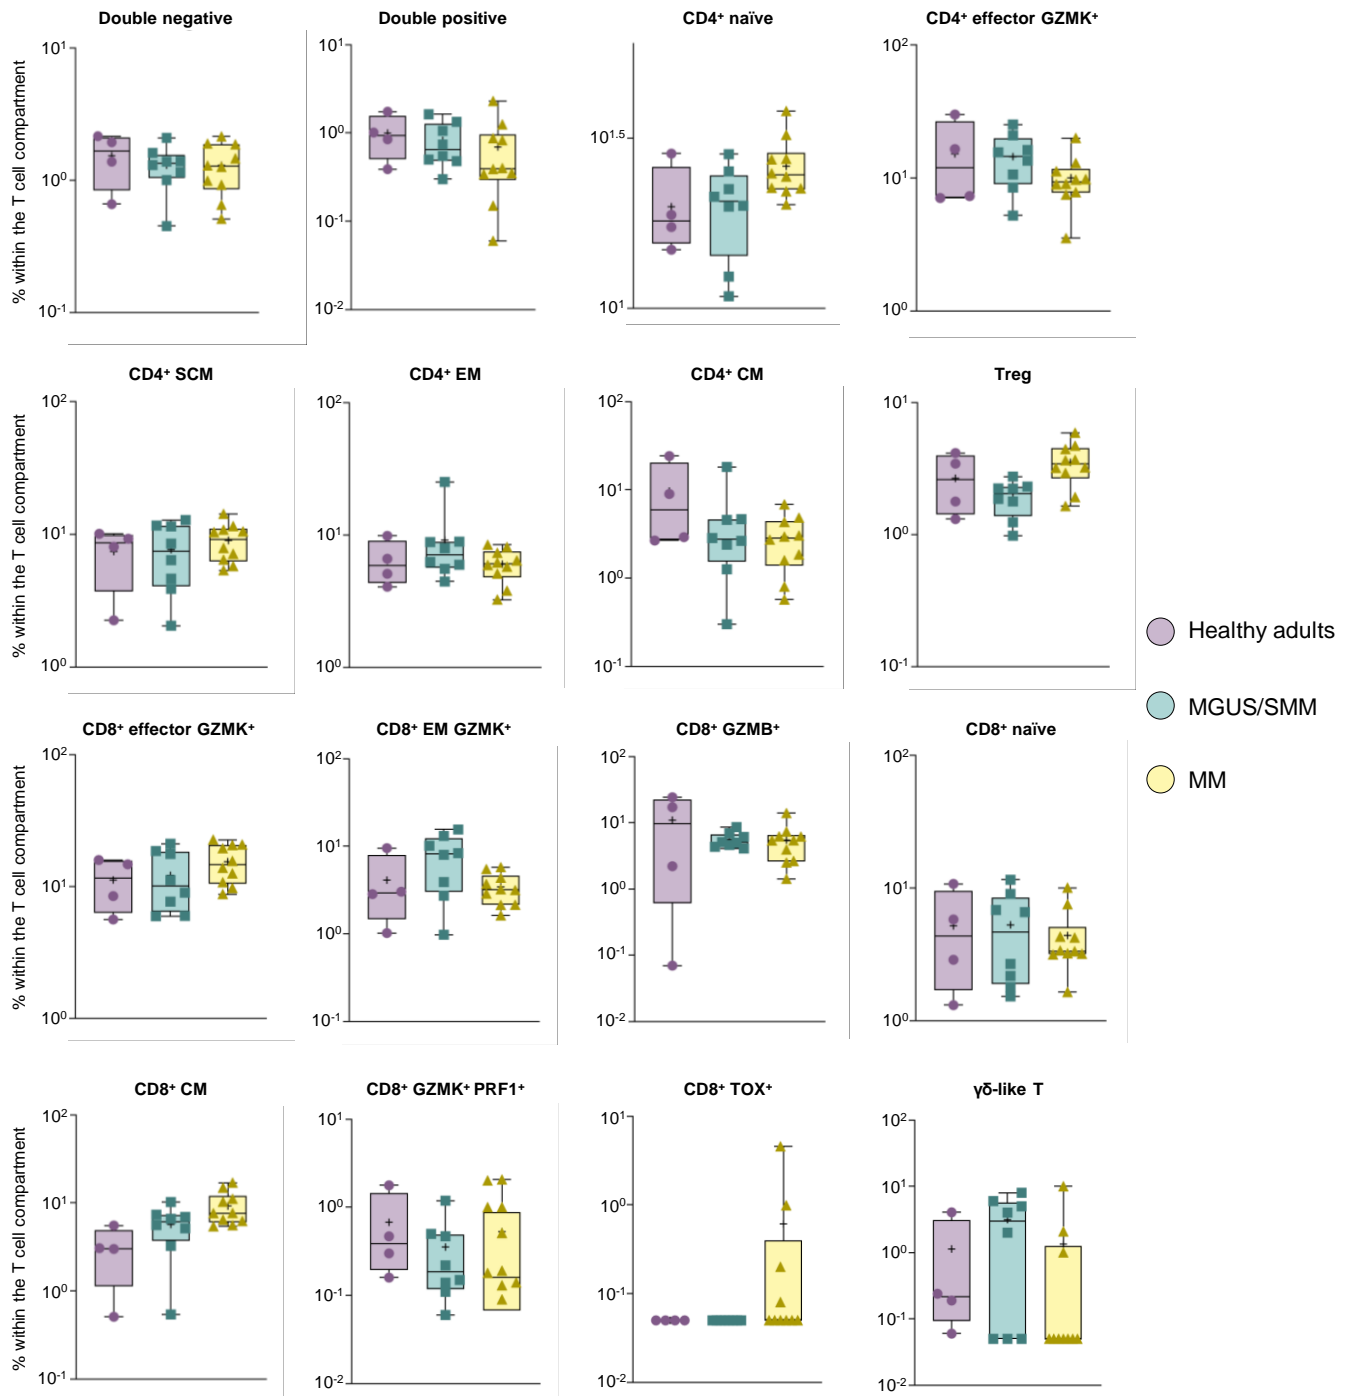 Double negative
Double positive
CD4⁺ naïve
CD4⁺ effector GZMK⁺
% within the T cell compartment
10¹
10⁰
10⁻¹
10¹
10⁰
10⁻¹
10⁻²
10¹·⁵
10¹
10²
10¹
10⁰
CD4⁺ SCM
CD4⁺ EM
CD4⁺ CM
Treg
% within the T cell compartment
10²
10¹
10⁰
10²
10¹
10⁰
10²
10¹
10⁰
10⁻¹
10¹
10⁰
10⁻¹
Healthy adults
MGUS/SMM
MM
CD8⁺ effector GZMK⁺
CD8⁺ EM GZMK⁺
CD8⁺ GZMB⁺
CD8⁺ naïve
% within the T cell compartment
10²
10¹
10⁰
10²
10¹
10⁰
10⁻¹
10²
10¹
10⁰
10⁻¹
10⁻²
10²
10¹
10⁰
CD8⁺ CM
CD8⁺ GZMK⁺ PRF1⁺
CD8⁺ TOX⁺
γδ-like T
% within the T cell compartment
10²
10¹
10⁰
10⁻¹
10¹
10⁰
10⁻¹
10⁻²
10¹
10⁰
10⁻¹
10⁻²
10²
10¹
10⁰
10⁻¹
10⁻²